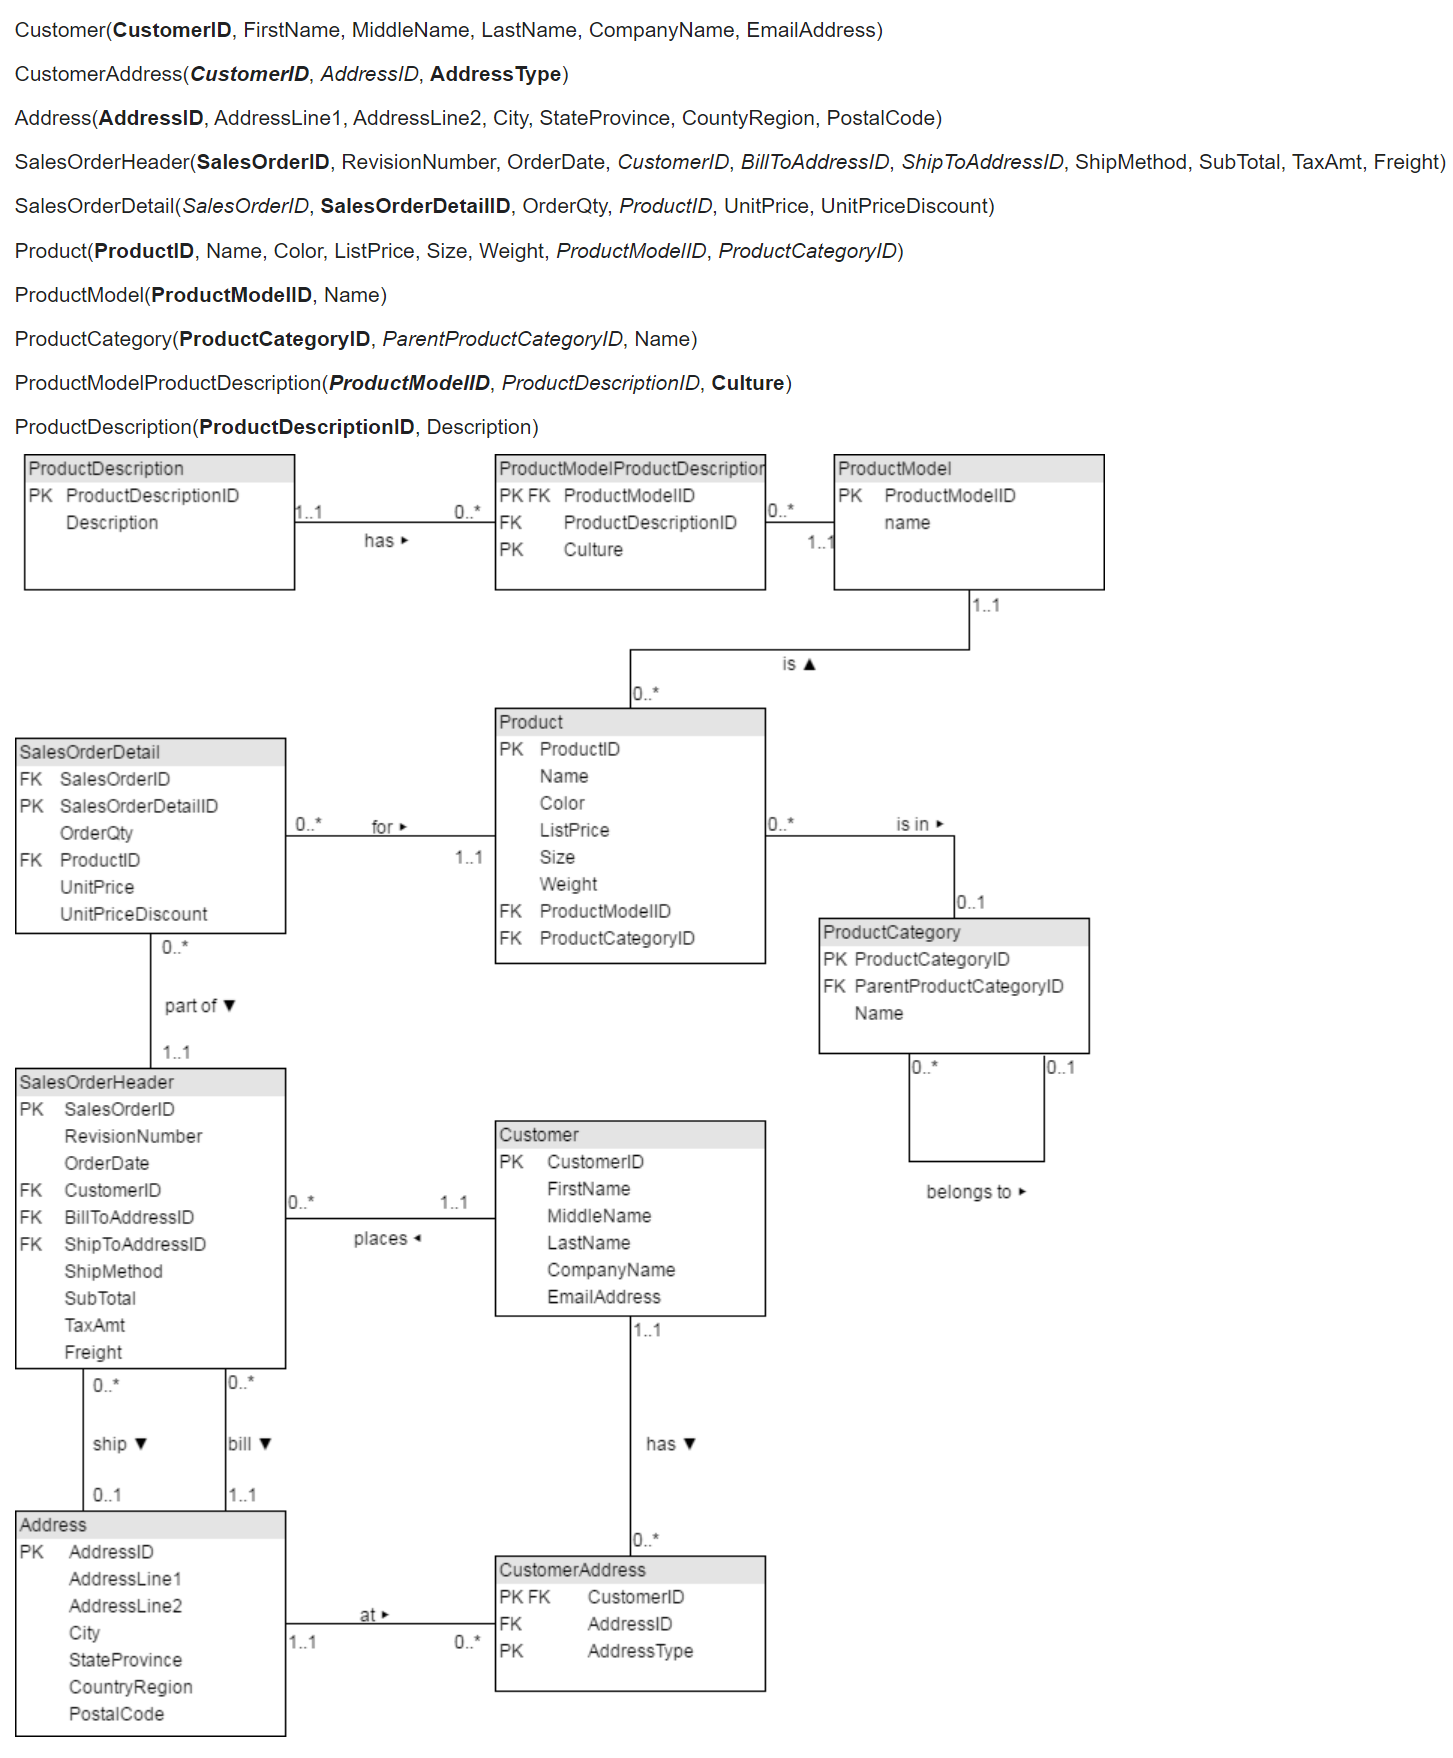 Customer(CustomerID, FirstName, MiddleName, LastName, CompanyName, EmailAddress)
CustomerAddress(CustomerID, AddressID, AddressType)
Address(AddressID, AddressLine1, AddressLine2, City, StateProvince, CountyRegion, PostalCode)
SalesOrderHeader(SalesOrderID, RevisionNumber, OrderDate, CustomerID, BillToAddressID, ShipToAddressID, ShipMethod, SubTotal, TaxAmt, Freight)
SalesOrderDetail(SalesOrderID, SalesOrderDetailID, OrderQty, ProductID, UnitPrice, UnitPriceDiscount)
Product(ProductID, Name, Color, ListPrice, Size, Weight, ProductModelID, ProductCategoryID)
ProductModel(ProductModelID, Name)
ProductCategory(ProductCategoryID, ParentProductCategoryID, Name)
ProductModelProductDescription(ProductModelID, ProductDescriptionID, Culture)
ProductDescription(ProductDescriptionID, Description)
ProductDescription
PK ProductDescriptionID
Description
1..1
has ▸
0..*
ProductModelProductDescription
PK FK ProductModelID
FK ProductDescriptionID
PK Culture
0..*
1..1
ProductModel
PK ProductModelID
name
1..1
is ▲
0..*
SalesOrderDetail
FK SalesOrderID
PK SalesOrderDetailID
OrderQty
FK ProductID
UnitPrice
UnitPriceDiscount
0..*
for ▸
1..1
Product
PK ProductID
Name
Color
ListPrice
Size
Weight
FK ProductModelID
FK ProductCategoryID
0..*
is in ▸
0..1
ProductCategory
PK ProductCategoryID
FK ParentProductCategoryID
Name
0..*
0..1
belongs to ▸
0..*
part of ▼
1..1
SalesOrderHeader
PK SalesOrderID
RevisionNumber
OrderDate
FK CustomerID
FK BillToAddressID
FK ShipToAddressID
ShipMethod
SubTotal
TaxAmt
Freight
0..*
1..1
places ◂
Customer
PK CustomerID
FirstName
MiddleName
LastName
CompanyName
EmailAddress
0..*
ship ▼
0..1
0..*
bill ▼
1..1
1..1
has ▼
0..*
Address
PK AddressID
AddressLine1
AddressLine2
City
StateProvince
CountryRegion
PostalCode
at ▸
1..1
0..*
CustomerAddress
PK FK CustomerID
FK AddressID
PK AddressType